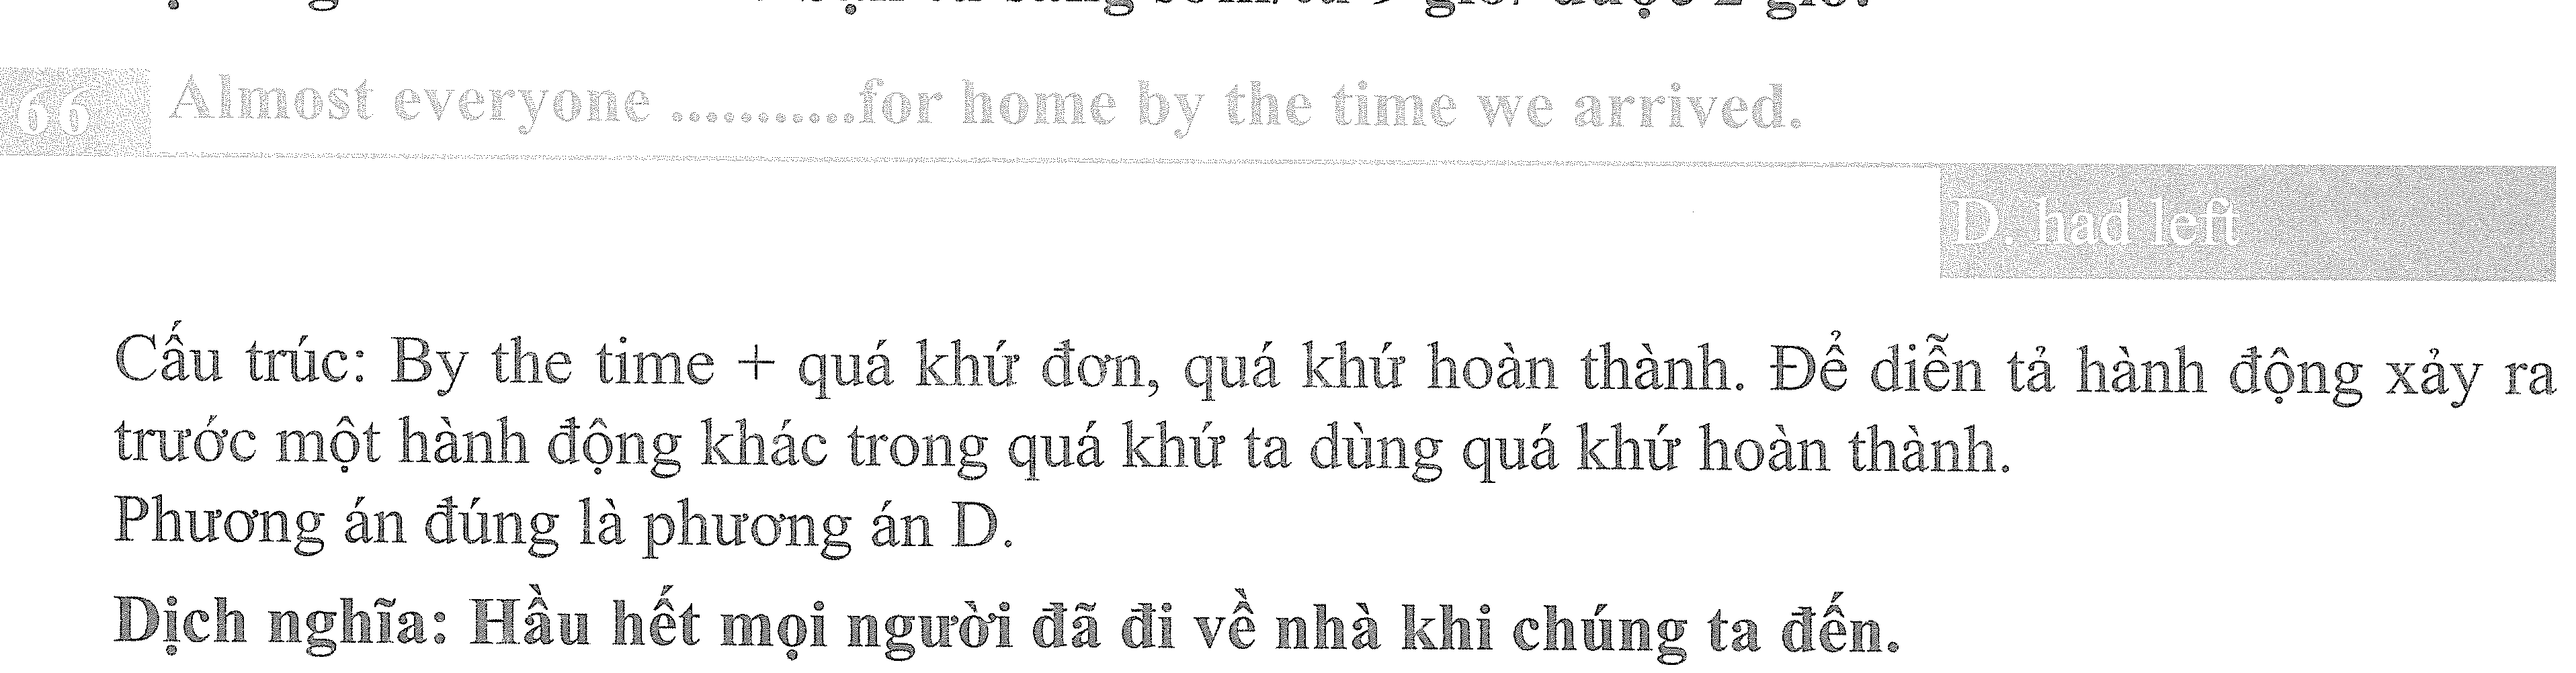 66 Almost everyone ...........for home by the time we arrived.
D. had left
Cấu trúc: By the time + quá khứ đơn, quá khứ hoàn thành. Để diễn tả hành động xảy ra
trước một hành động khác trong quá khứ ta dùng quá khứ hoàn thành.
Phương án đúng là phương án D.
Dịch nghĩa: Hầu hết mọi người đã đi về nhà khi chúng ta đến.